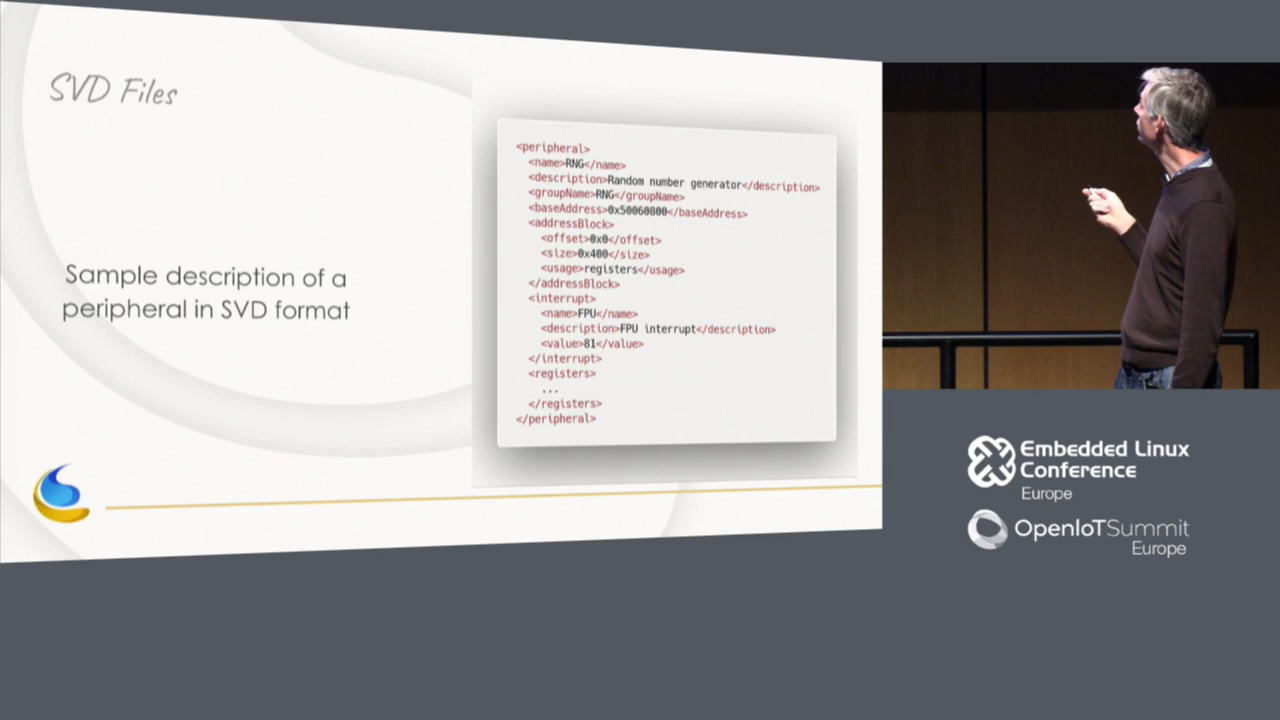 SVD Files
Sample description of a
peripheral in SVD format
<peripheral>
<name>RNG</name>
<description>Random number generator</description>
<groupName>RNG</groupName>
<baseAddress>0x50060800</baseAddress>
<addressBlock>
<offset>0x0</offset>
<size>0x400</size>
<usage>registers</usage>
</addressBlock>
<interrupt>
<name>FPU</name>
<description>FPU interrupt</description>
<value>81</value>
</interrupt>
<registers>
...
</registers>
</peripheral>
Embedded Linux
Conference
Europe
OpenIoTSummit
Europe